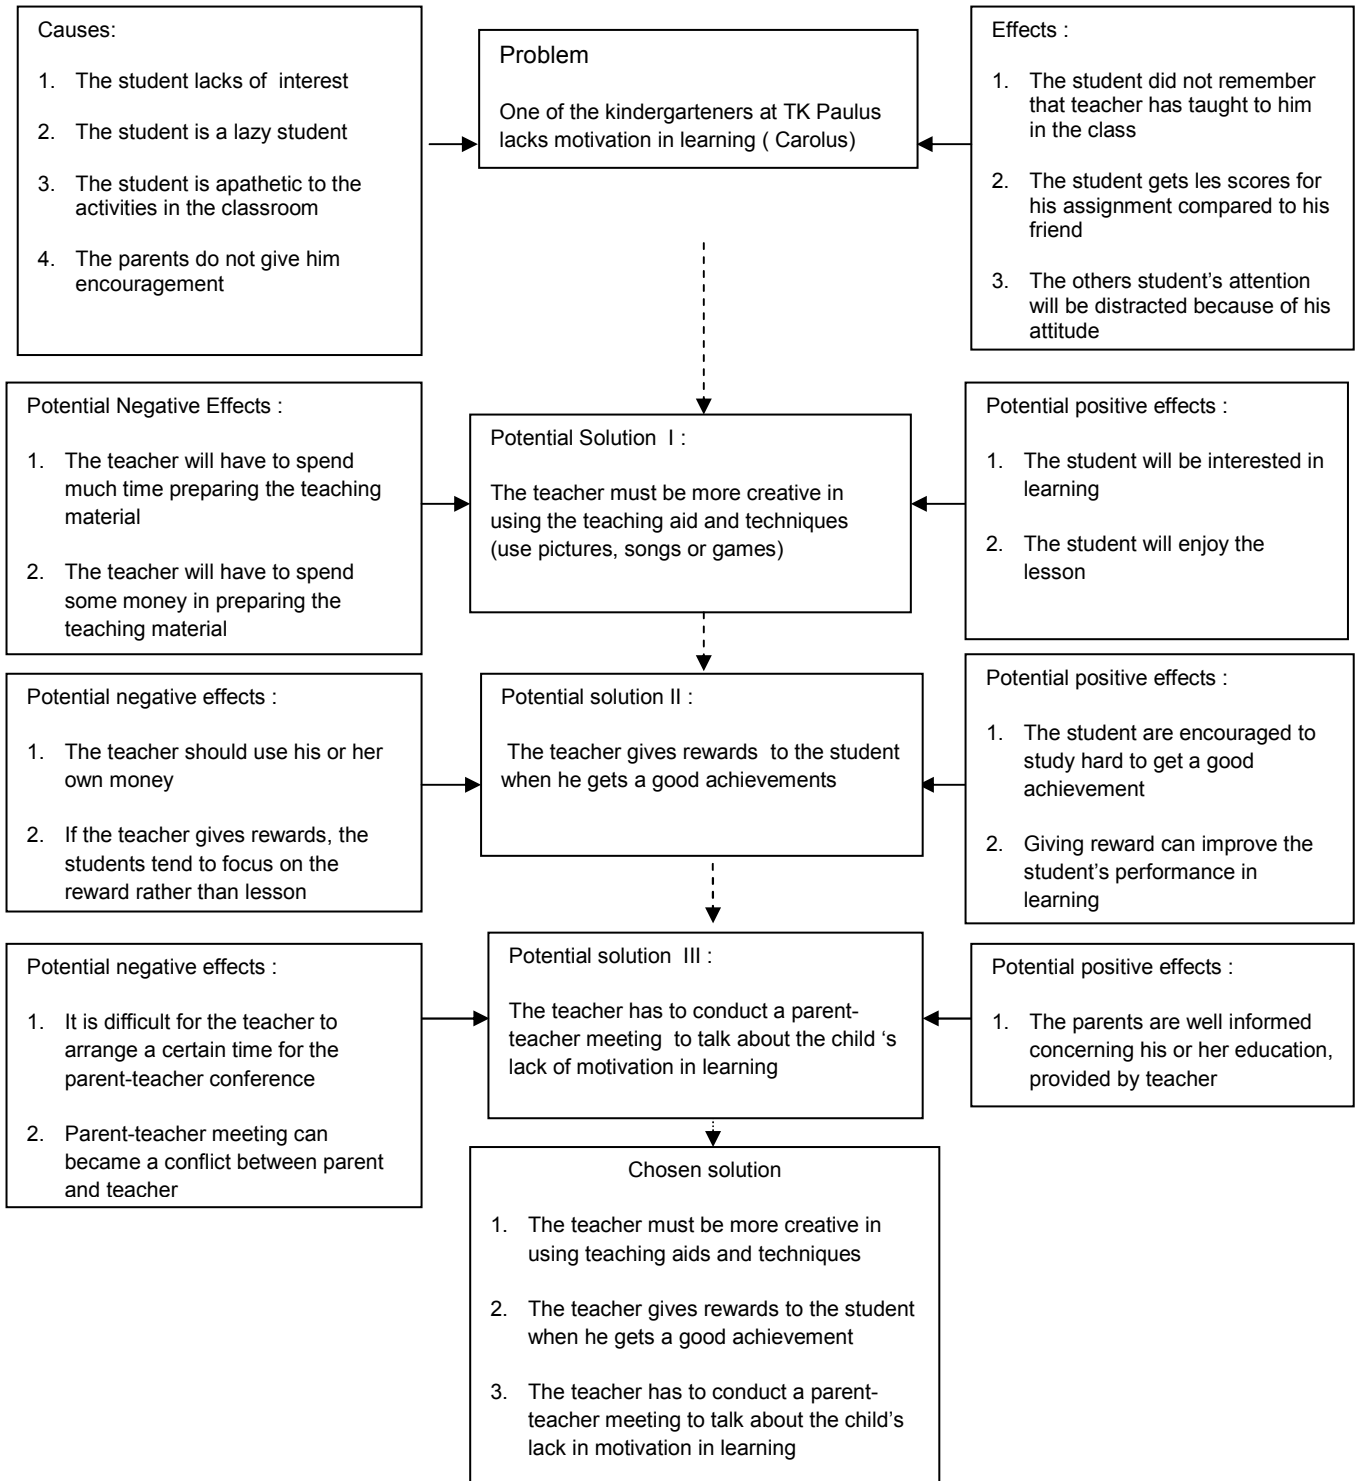 Causes:
1. The student lacks of interest
2. The student is a lazy student
3. The student is apathetic to the
activities in the classroom
4. The parents do not give him
encouragement
Problem
One of the kindergarteners at TK Paulus
lacks motivation in learning ( Carolus)
Effects :
1. The student did not remember
that teacher has taught to him
in the class
2. The student gets les scores for
his assignment compared to his
friend
3. The others student’s attention
will be distracted because of his
attitude
Potential Negative Effects :
1. The teacher will have to spend
much time preparing the teaching
material
2. The teacher will have to spend
some money in preparing the
teaching material
Potential Solution I :
The teacher must be more creative in
using the teaching aid and techniques
(use pictures, songs or games)
Potential positive effects :
1. The student will be interested in
learning
2. The student will enjoy the
lesson
Potential negative effects :
1. The teacher should use his or her
own money
2. If the teacher gives rewards, the
students tend to focus on the
reward rather than lesson
Potential solution II :
The teacher gives rewards to the student
when he gets a good achievements
Potential positive effects :
1. The student are encouraged to
study hard to get a good
achievement
2. Giving reward can improve the
student’s performance in
learning
Potential negative effects :
1. It is difficult for the teacher to
arrange a certain time for the
parent-teacher conference
2. Parent-teacher meeting can
became a conflict between parent
and teacher
Potential solution III :
The teacher has to conduct a parent-
teacher meeting to talk about the child ‘s
lack of motivation in learning
Potential positive effects :
1. The parents are well informed
concerning his or her education,
provided by teacher
Chosen solution
1. The teacher must be more creative in
using teaching aids and techniques
2. The teacher gives rewards to the student
when he gets a good achievement
3. The teacher has to conduct a parent-
teacher meeting to talk about the child’s
lack in motivation in learning